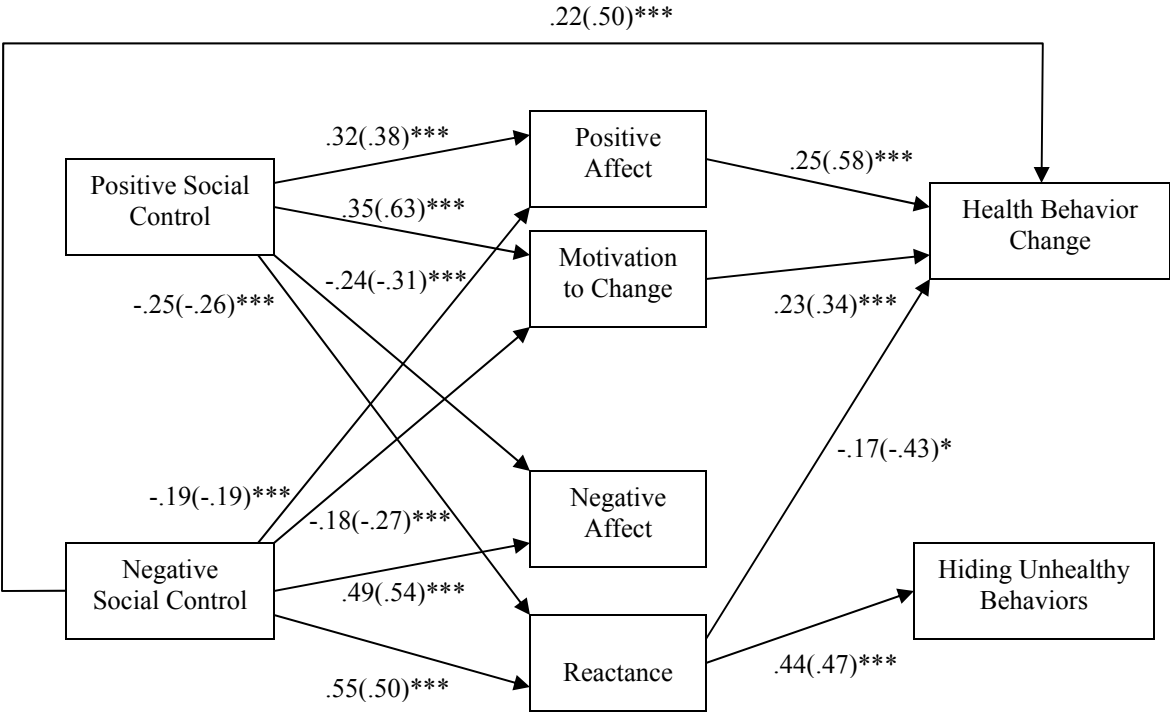 .22(.50)***
Positive
Affect
.32(.38)***
.25(.58)***
Positive Social
Control
.35(.63)***
Health Behavior
Change
Motivation
to Change
-.24(-.31)***
-.25(-.26)***
.23(.34)***
-.17(-.43)*
-.19(-.19)***
Negative
Affect
-.18(-.27)***
Negative
Social Control
Hiding Unhealthy
Behaviors
.49(.54)***
Reactance
.44(.47)***
.55(.50)***